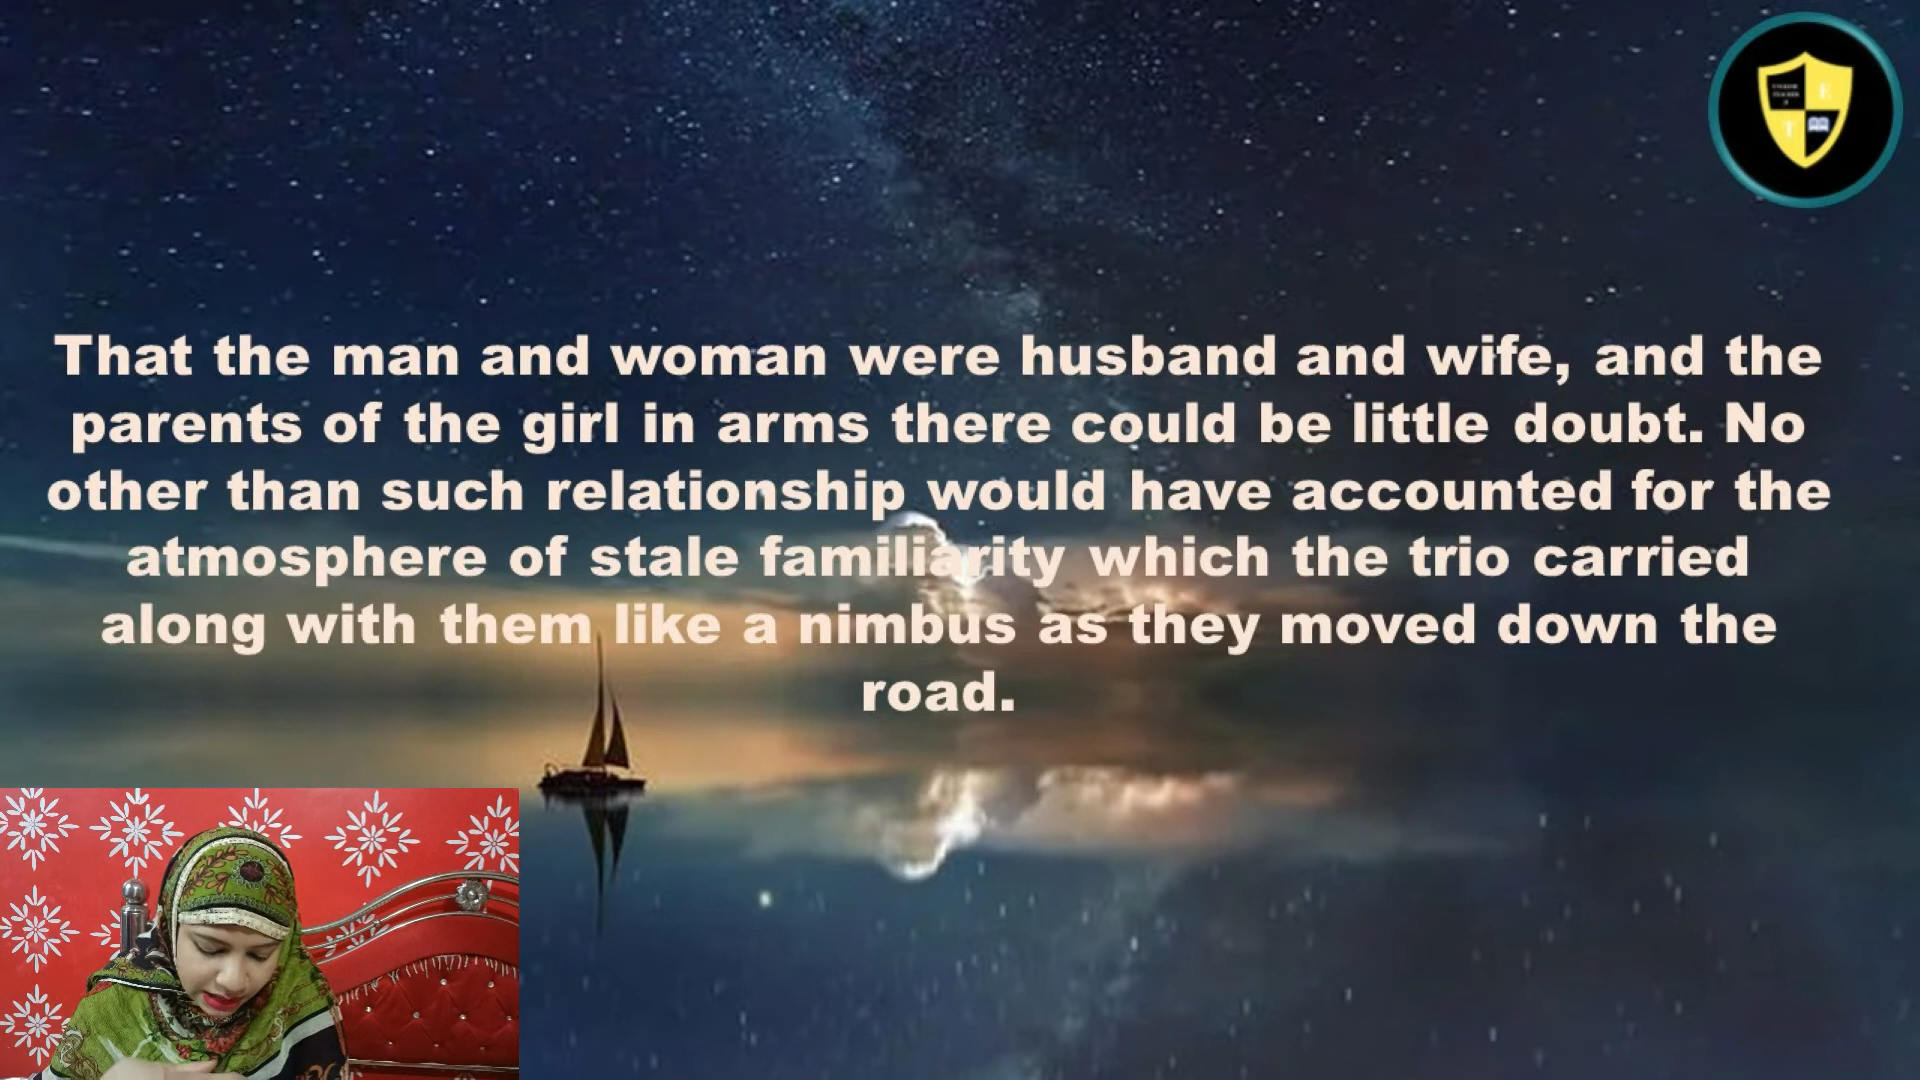 That the man and woman were husband and wife, and the
parents of the girl in arms there could be little doubt. No
other than such relationship would have accounted for the
atmosphere of stale familiarity which the trio carried
along with them like a nimbus as they moved down the
road.
E
T